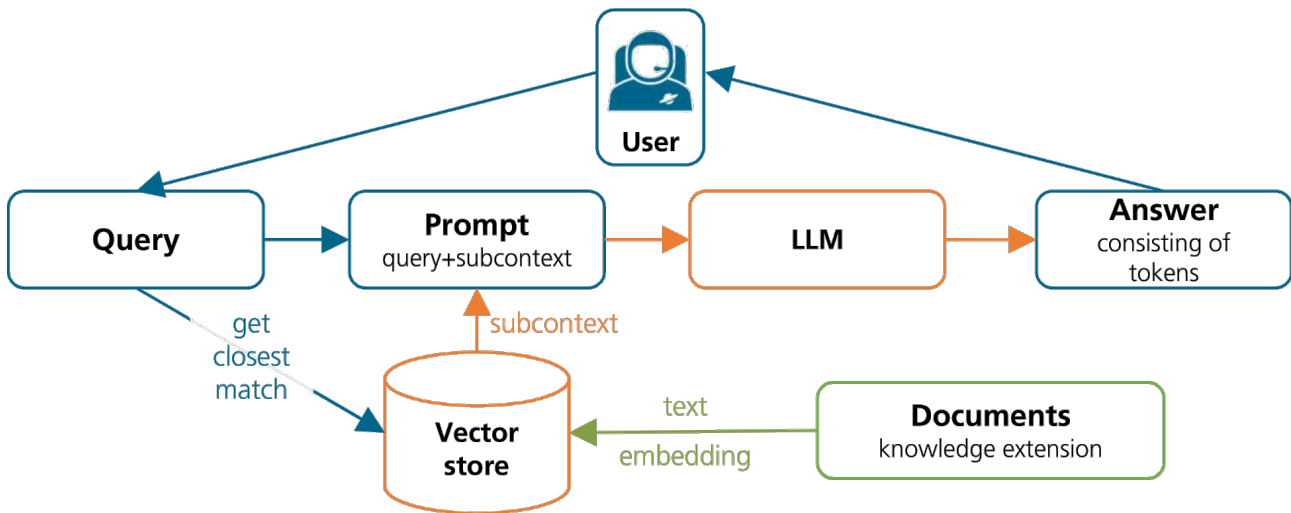 User
Query
Prompt
query+subcontext
LLM
Answer
consisting of
tokens
get
closest
match
subcontext
Vector
store
text
embedding
Documents
knowledge extension